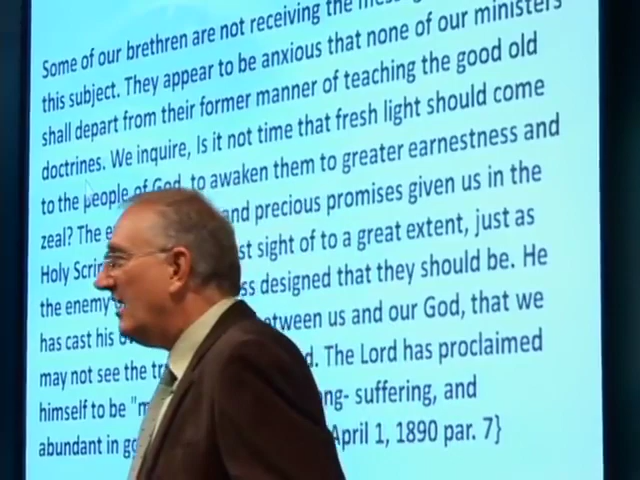 Some of our brethren are not receiving the
this subject. They appear to be anxious that none of our ministers
shall depart from their former manner of teaching the good old
doctrines. We inquire, Is it not time that fresh light should come
to the people of God, to awaken them to greater earnestness and
zeal? The and precious promises given us in the
Holy sight of to a great extent, just as
the enemy designed that they should be. He
has cast his between us and our God, that we
may not see the The Lord has proclaimed
himself to be suffering, and
abundant in April 1, 1890 par. 7}